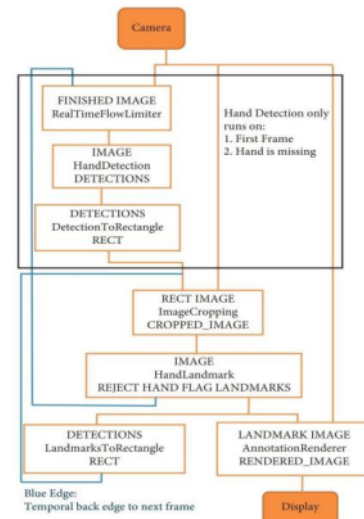 Camera
FINISHED IMAGE
RealTimeFlowLimiter
Hand Detection only
runs on:
1. First Frame
2. Hand is missing
IMAGE
HandDetection
DETECTIONS
DETECTIONS
DetectionToRectangle
RECT
RECT IMAGE
ImageCropping
CROPPED_IMAGE
IMAGE
HandLandmark
REJECT HAND FLAG LANDMARKS
DETECTIONS
LandmarksToRectangle
RECT
LANDMARK IMAGE
AnnotationRenderer
RENDERED_IMAGE
Blue Edge:
Temporal back edge to next frame
Display